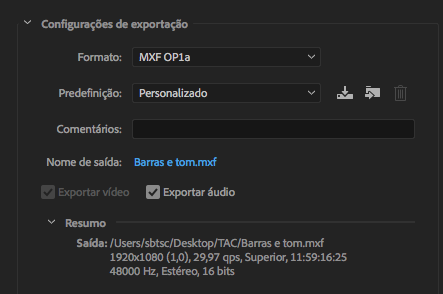 Configurações de exportação
Formato: MXF OP1a
Predefinição: Personalizado
Comentários:
Nome de saída: Barras e tom.mxf
Exportar vídeo Exportar áudio
Resumo
Saída: /Users/sbtsc/Desktop/TAC/Barras e tom.mxf
1920x1080 (1,0), 29,97 qps, Superior, 11:59:16:25
48000 Hz, Estéreo, 16 bits